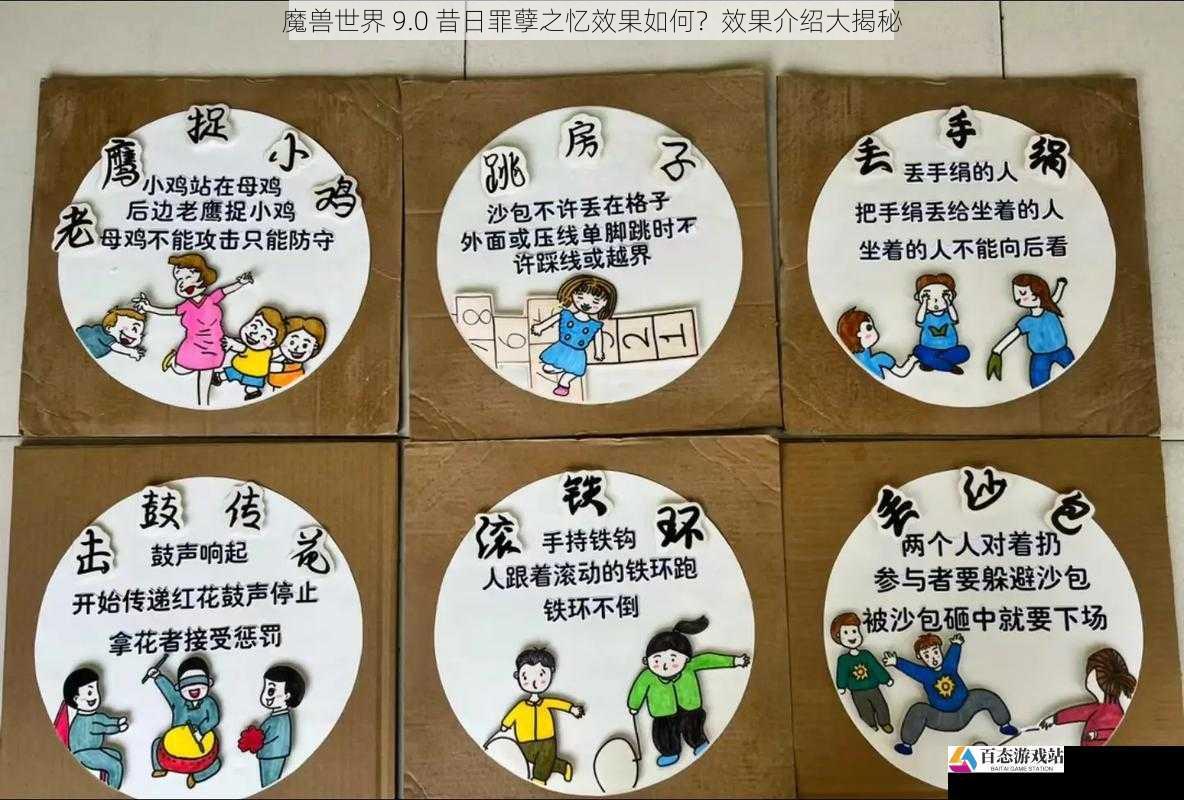 魔兽世界 9.0 昔日罪孽之忆效果如何？效果介绍大揭秘
老鹰捉小鸡
小鸡站在母鸡
后边老鹰捉小鸡
母鸡不能攻击只能防守
跳房子
沙包不许丢在格子
外面或压线单脚跳时不
许踩线或越界
8 6 2 1
丢手绢
丢手绢的人
把手绢丢给坐着的人
坐着的人不能向后看
击鼓传花
鼓声响起
开始传递红花鼓声停止
拿花者接受惩罚
滚铁环
手持铁钩
人跟着滚动的铁环跑
铁环不倒
丢沙包
两个人对着扔
参与者要躲避沙包
被沙包砸中就要下场
百态游戏站
BAITAI GAME STATION